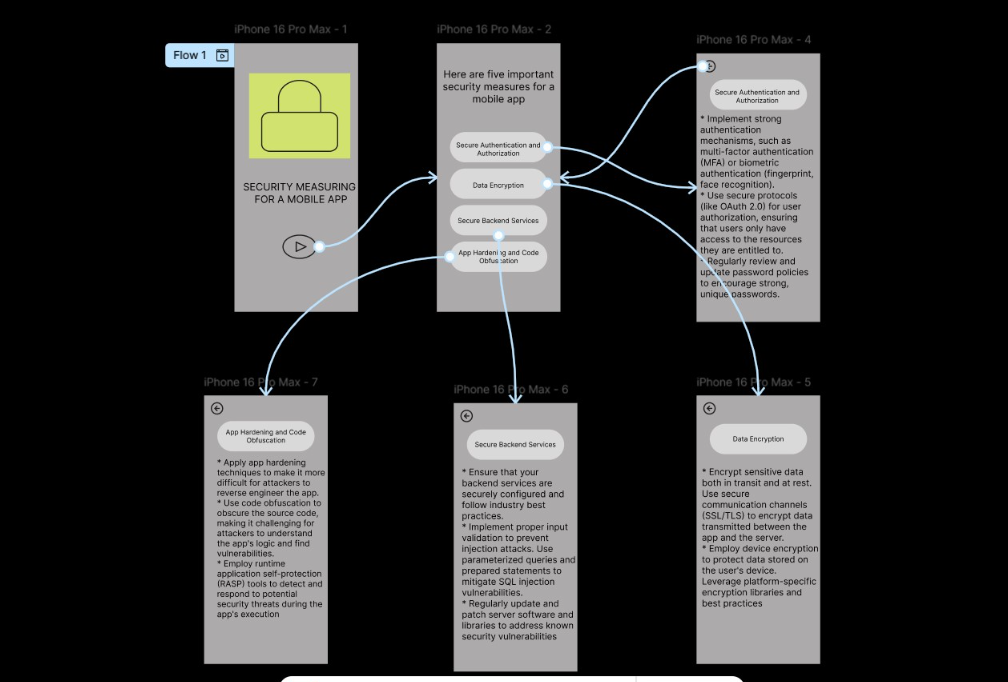 iPhone 16 Pro Max - 1
Flow 1
SECURITY MEASURING
FOR A MOBILE APP
iPhone 16 Pro Max - 2
Here are five important
security measures for a
mobile app
Secure Authentication and
Authorization
Data Encryption
Secure Backend Services
App Hardening and Code
Obfuscation
iPhone 16 Pro Max - 4
Secure Authentication and
Authorization
* Implement strong
authentication
mechanisms, such as
multi-factor authentication
(MFA) or biometric
authentication (fingerprint,
face recognition).
* Use secure protocols
(like OAuth 2.0) for user
authorization, ensuring
that users only have
access to the resources
they are entitled to.
* Regularly review and
update password policies
to encourage strong,
unique passwords.
iPhone 16 Pro Max - 7
App Hardening and Code
Obfuscation
* Apply app hardening
techniques to make it more
difficult for attackers to
reverse engineer the app.
* Use code obfuscation to
obscure the source code,
making it challenging for
attackers to understand
the app's logic and find
vulnerabilities.
* Employ runtime
application self-protection
(RASP) tools to detect and
respond to potential
security threats during the
app's execution
iPhone 16 Pro Max - 6
Secure Backend Services
* Ensure that your
backend services are
securely configured and
follow industry best
practices.
* Implement proper input
validation to prevent
injection attacks. Use
parameterized queries and
prepared statements to
mitigate SQL injection
vulnerabilities.
* Regularly update and
patch server software and
libraries to address known
security vulnerabilities
iPhone 16 Pro Max - 5
Data Encryption
* Encrypt sensitive data
both in transit and at rest.
Use secure
communication channels
(SSL/TLS) to encrypt data
transmitted between the
app and the server.
* Employ device encryption
to protect data stored on
the user's device.
Leverage platform-specific
encryption libraries and
best practices